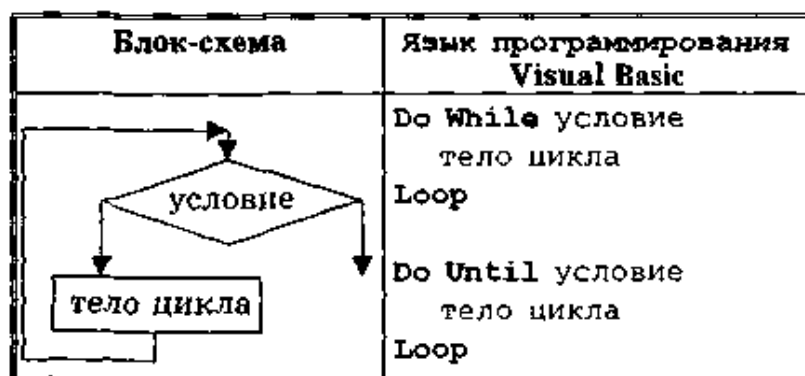 Блок-схема
Язык программирования
Visual Basic
условие
тело цикла
Do While условие
тело цикла
Loop
Do Until условие
тело цикла
Loop